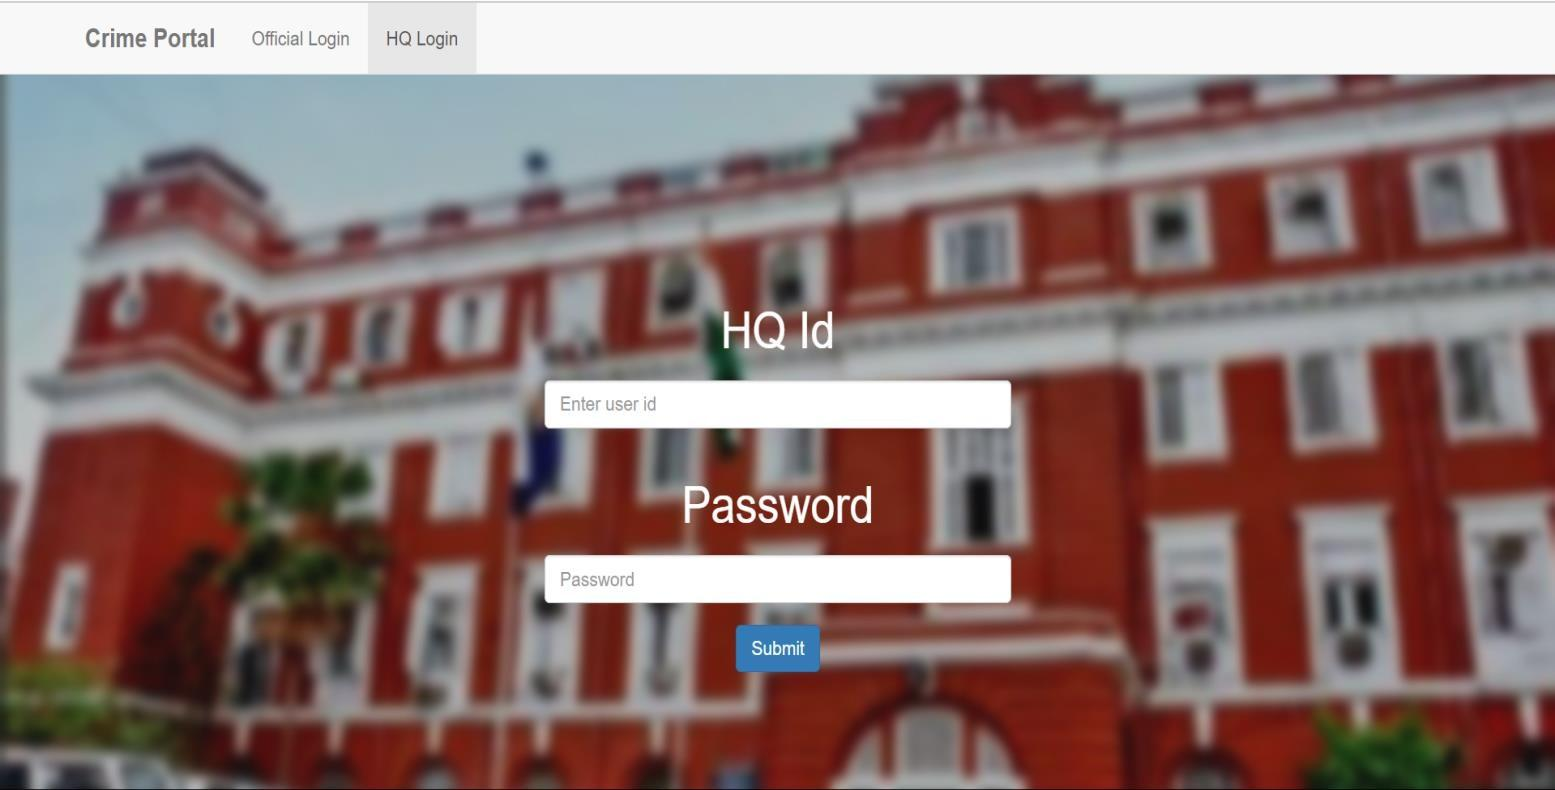 Crime Portal Official Login HQ Login
HQ Id
Enter user id
Password
Password
Submit